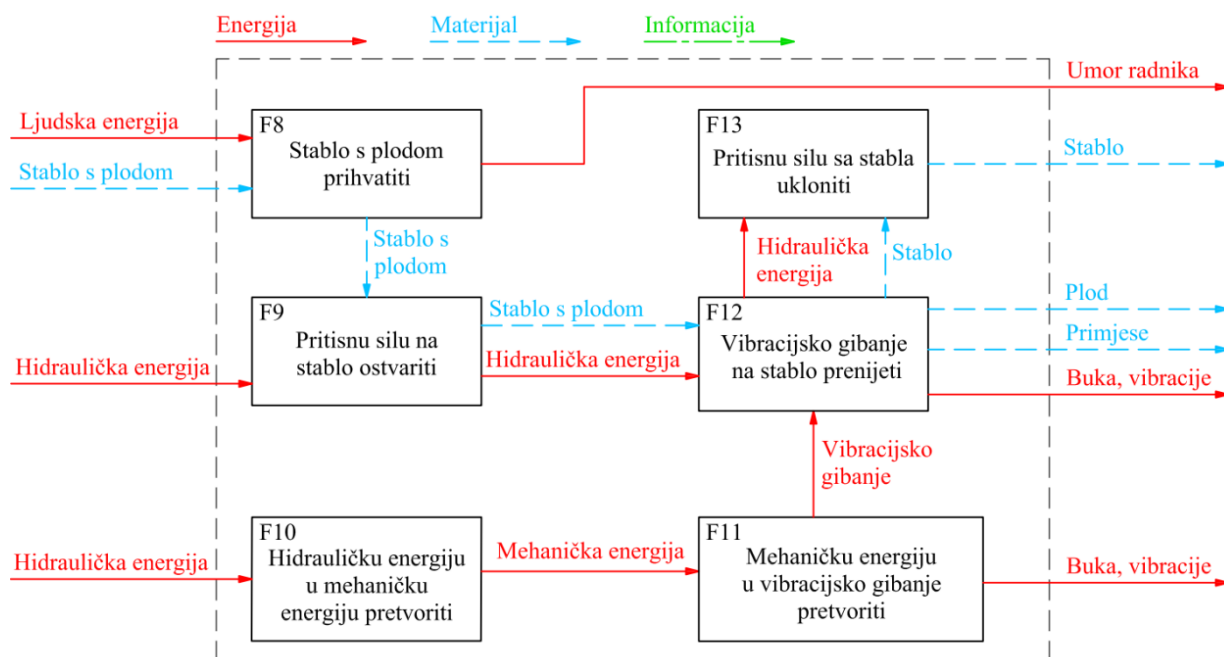 Energija
Materijal
Informacija
Umor radnika
Ljudska energija
F8
Stablo s plodom
prihvatiti
F13
Pritisnu silu sa stabla
ukloniti
Stablo
Stablo s plodom
Stablo s
plodom
Hidraulička
energija
Stablo
F9
Pritisnu silu na
stablo ostvariti
Stablo s plodom
F12
Vibracijsko gibanje
na stablo prenijeti
Plod
Primjese
Hidraulička energija
Hidraulička energija
Buka, vibracije
Vibracijsko
gibanje
F10
Hidrauličku energiju
u mehaničku
energiju pretvoriti
Mehanička energija
F11
Mehaničku energiju
u vibracijsko gibanje
pretvoriti
Hidraulička energija
Buka, vibracije